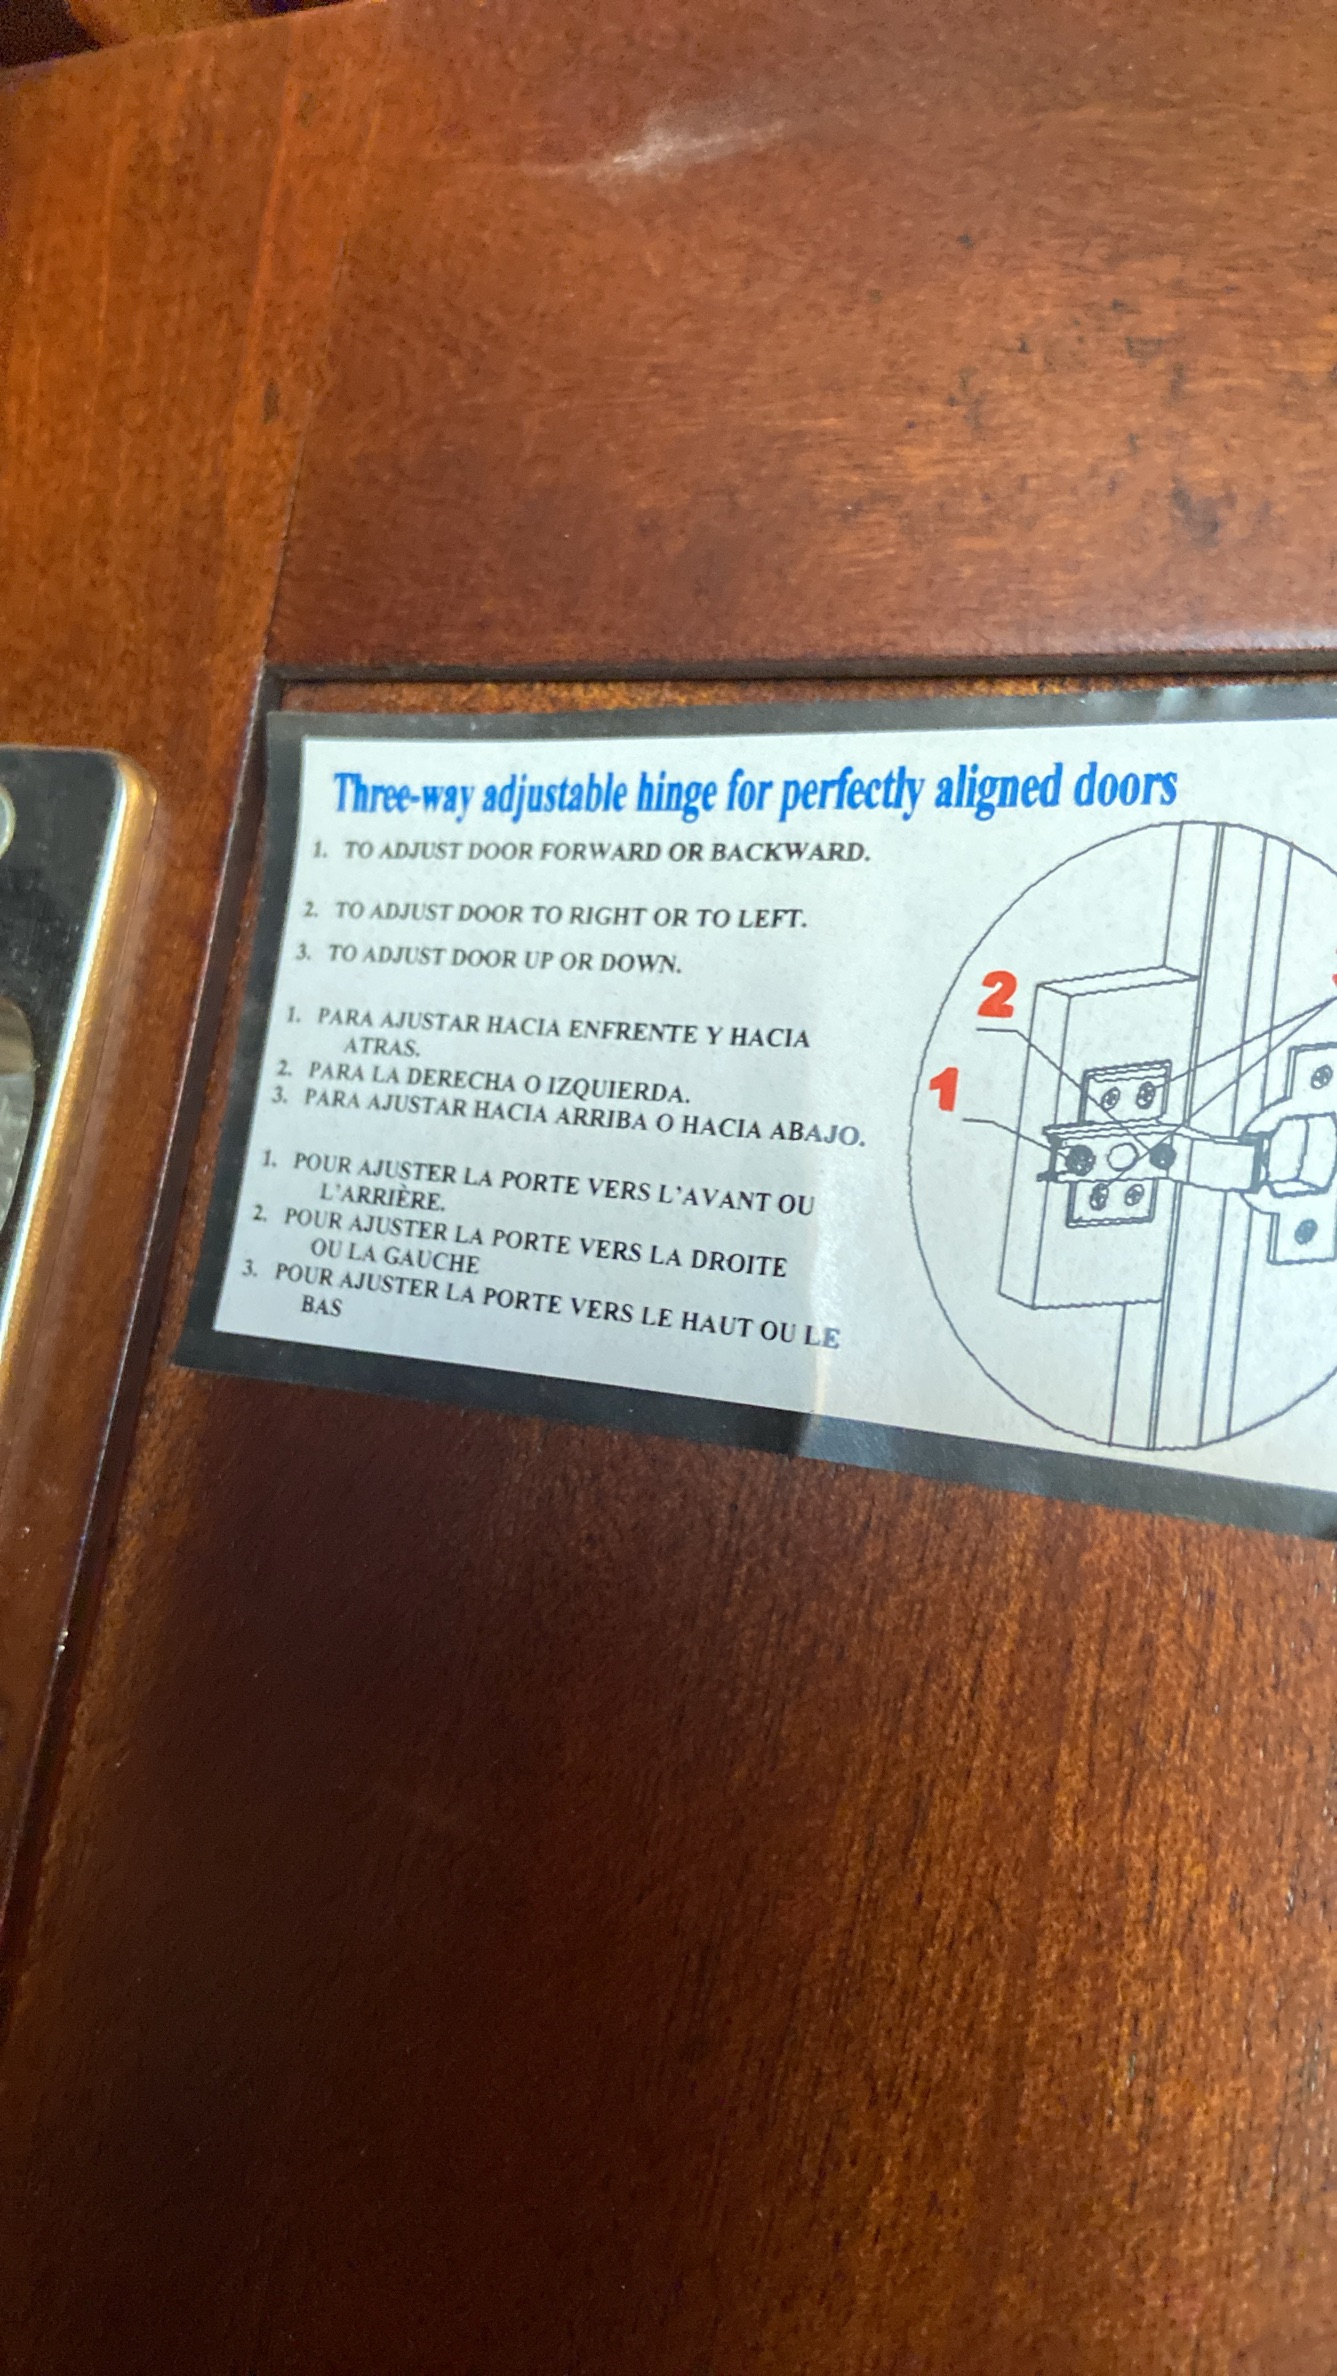 Three-way adjustable hinge for perfectly aligned doors
1. TO ADJUST DOOR FORWARD OR BACKWARD.
2. TO ADJUST DOOR TO RIGHT OR TO LEFT.
3. TO ADJUST DOOR UP OR DOWN.
1. PARA AJUSTAR HACIA ENFRENTE Y HACIA
ATRAS.
2. PARA LA DERECHA O IZQUIERDA.
3. PARA AJUSTAR HACIA ARRIBA O HACIA ABAJO.
1. POUR AJUSTER LA PORTE VERS L'AVANT OU
L'ARRIÈRE.
2. POUR AJUSTER LA PORTE VERS LA DROITE
OU LA GAUCHE
3. POUR AJUSTER LA PORTE VERS LE HAUT OU LE
BAS
2
1